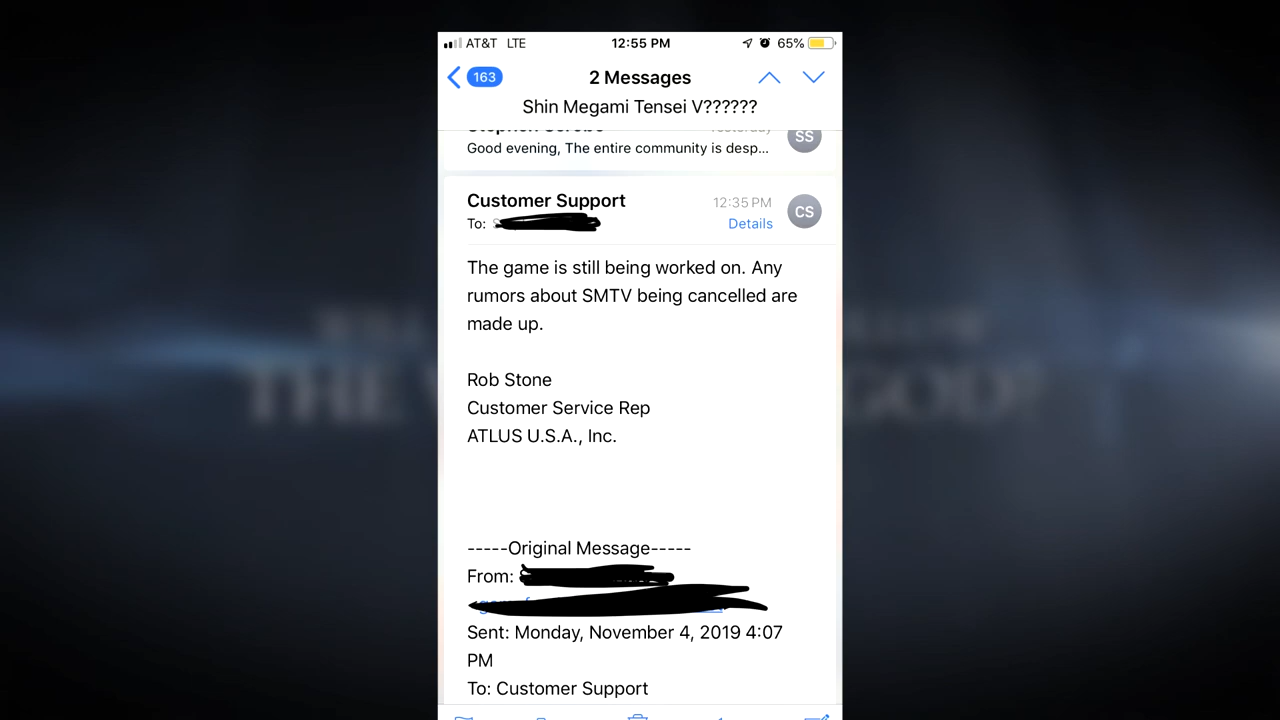 AT&T LTE 12:55 PM 65%
163 2 Messages
Shin Megami Tensei V??????
Yesterday SS
Good evening, The entire community is desp...
Customer Support 12:35 PM CS
To: Details
The game is still being worked on. Any
rumors about SMTV being cancelled are
made up.
Rob Stone
Customer Service Rep
ATLUS U.S.A., Inc.
-----Original Message-----
From:
Sent: Monday, November 4, 2019 4:07
PM
To: Customer Support
THE GOD?